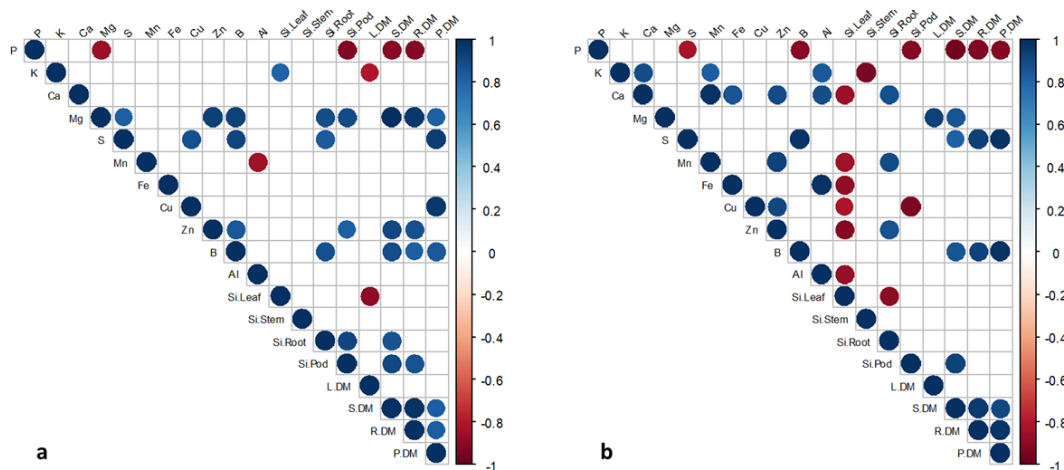 P K Ca Mg S Mn Fe Cu Zn B Al Si.Leaf Si.Stem Si.Root Si.Pod L.DM S.DM R.DM P.DM
P
K
Ca
Mg
S
Mn
Fe
Cu
Zn
B
Al
Si.Leaf
Si.Stem
Si.Root
Si.Pod
L.DM
S.DM
R.DM
P.DM
1
0.8
0.6
0.4
0.2
0
-0.2
-0.4
-0.6
-0.8
-1
a
P K Ca Mg S Mn Fe Cu Zn B Al Si.Leaf Si.Stem Si.Root Si.Pod L.DM S.DM R.DM P.DM
P
K
Ca
Mg
S
Mn
Fe
Cu
Zn
B
Al
Si.Leaf
Si.Stem
Si.Root
Si.Pod
L.DM
S.DM
R.DM
P.DM
1
0.8
0.6
0.4
0.2
0
-0.2
-0.4
-0.6
-0.8
-1
b